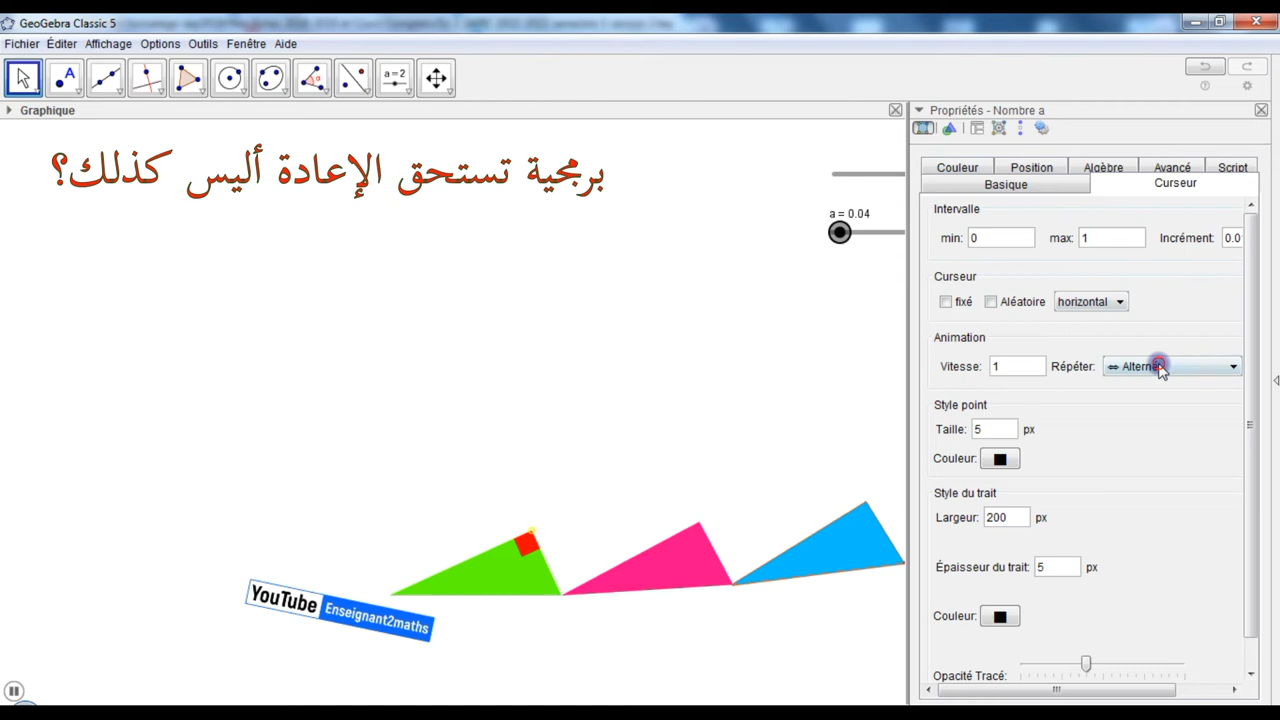 GeoGebra Classic 5
Fichier Éditer Affichage Options Outils Fenêtre Aide
A
a = 2
Graphique
برمجية تستحق الإعادة أليس كذلك؟
a = 0.04
YouTube Enseignant2maths
Propriétés - Nombre a
Couleur Position Algèbre Avancé Script
Basique Curseur
Intervalle
min: 0 max: 1 Incrément: 0.0
Curseur
fixé Aléatoire horizontal
Animation
Vitesse: 1 Répéter: ⇔ Alterné
Style point
Taille: 5 px
Couleur:
Style du trait
Largeur: 200 px
Épaisseur du trait: 5 px
Couleur:
Opacité Tracé: